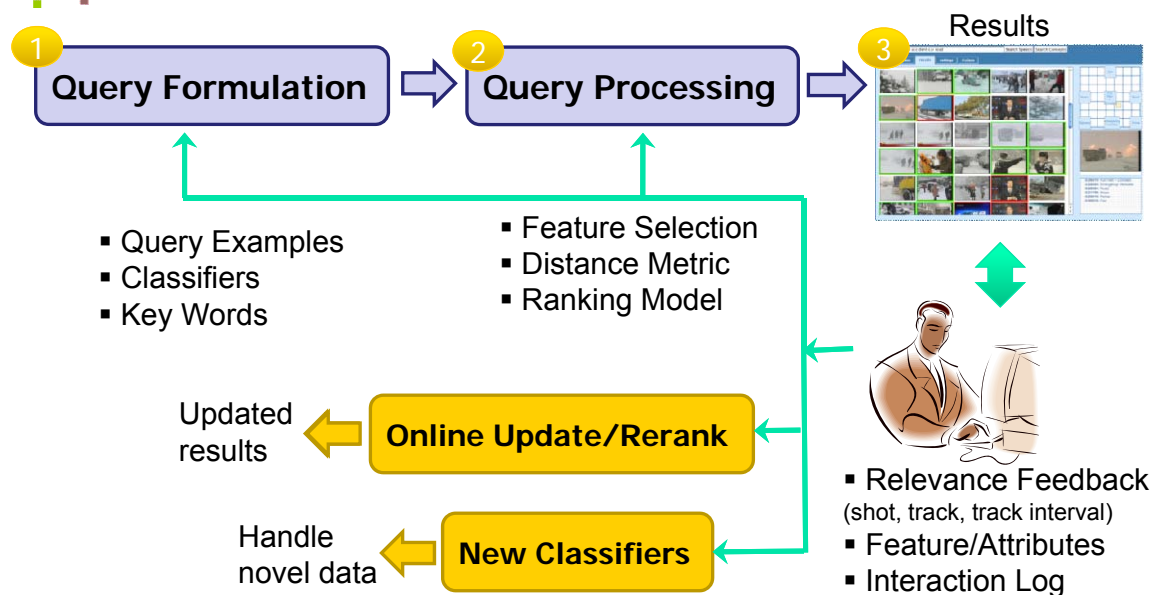 Results
1
2
3
Query Formulation
Query Processing
▪ Query Examples
▪ Classifiers
▪ Key Words
▪ Feature Selection
▪ Distance Metric
▪ Ranking Model
Updated
results
Online Update/Rerank
Handle
novel data
New Classifiers
▪ Relevance Feedback
(shot, track, track interval)
▪ Feature/Attributes
▪ Interaction Log